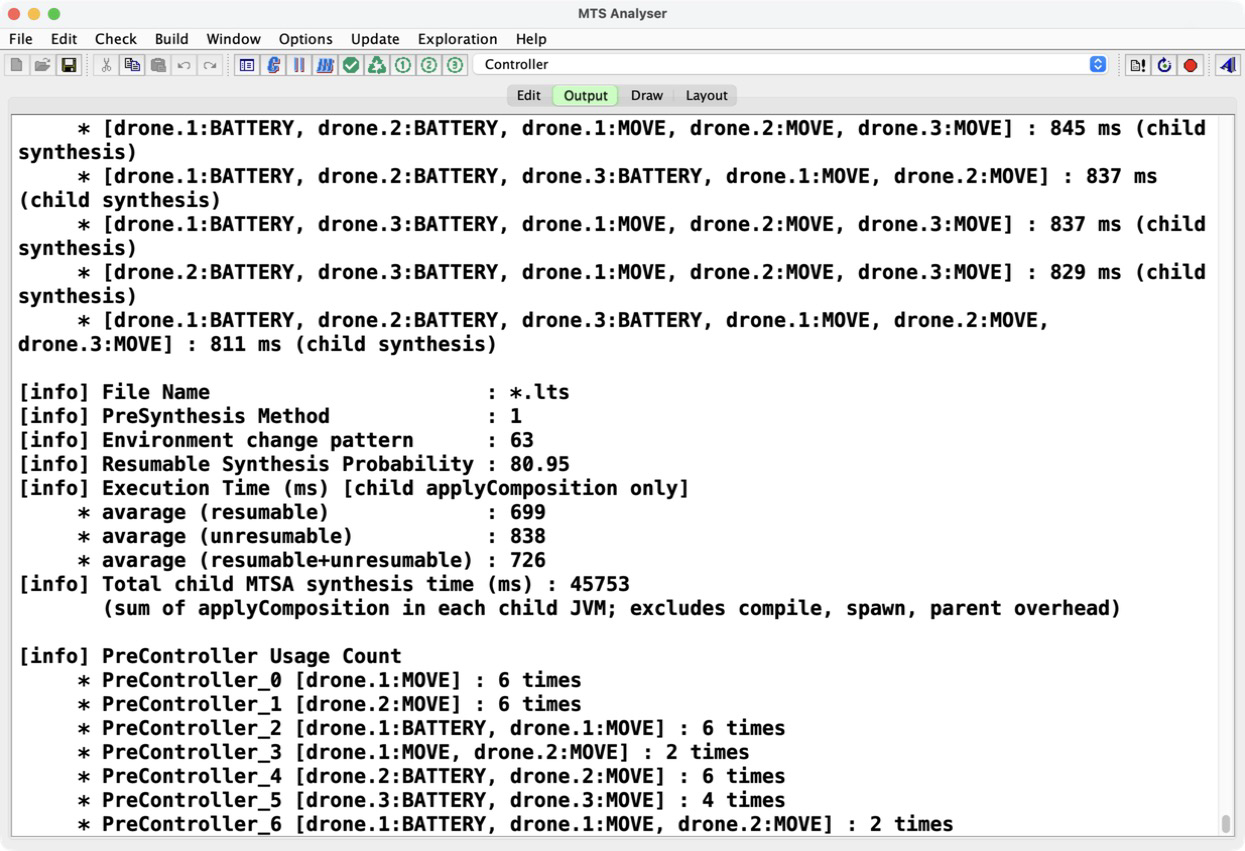 MTS Analyser
File Edit Check Build Window Options Update Exploration Help
Controller
Edit Output Draw Layout
* [drone.1:BATTERY, drone.2:BATTERY, drone.1:MOVE, drone.2:MOVE, drone.3:MOVE] : 845 ms (child
synthesis)
* [drone.1:BATTERY, drone.2:BATTERY, drone.3:BATTERY, drone.1:MOVE, drone.2:MOVE] : 837 ms
(child synthesis)
* [drone.1:BATTERY, drone.3:BATTERY, drone.1:MOVE, drone.2:MOVE, drone.3:MOVE] : 837 ms (child
synthesis)
* [drone.2:BATTERY, drone.3:BATTERY, drone.1:MOVE, drone.2:MOVE, drone.3:MOVE] : 829 ms (child
synthesis)
* [drone.1:BATTERY, drone.2:BATTERY, drone.3:BATTERY, drone.1:MOVE, drone.2:MOVE,
drone.3:MOVE] : 811 ms (child synthesis)
[info] File Name : *.lts
[info] PreSynthesis Method : 1
[info] Environment change pattern : 63
[info] Resumable Synthesis Probability : 80.95
[info] Execution Time (ms) [child applyComposition only]
* avarage (resumable) : 699
* avarage (unresumable) : 838
* avarage (resumable+unresumable) : 726
[info] Total child MTSA synthesis time (ms) : 45753
(sum of applyComposition in each child JVM; excludes compile, spawn, parent overhead)
[info] PreController Usage Count
* PreController_0 [drone.1:MOVE] : 6 times
* PreController_1 [drone.2:MOVE] : 6 times
* PreController_2 [drone.1:BATTERY, drone.1:MOVE] : 6 times
* PreController_3 [drone.1:MOVE, drone.2:MOVE] : 2 times
* PreController_4 [drone.2:BATTERY, drone.2:MOVE] : 6 times
* PreController_5 [drone.3:BATTERY, drone.3:MOVE] : 4 times
* PreController_6 [drone.1:BATTERY, drone.1:MOVE, drone.2:MOVE] : 2 times